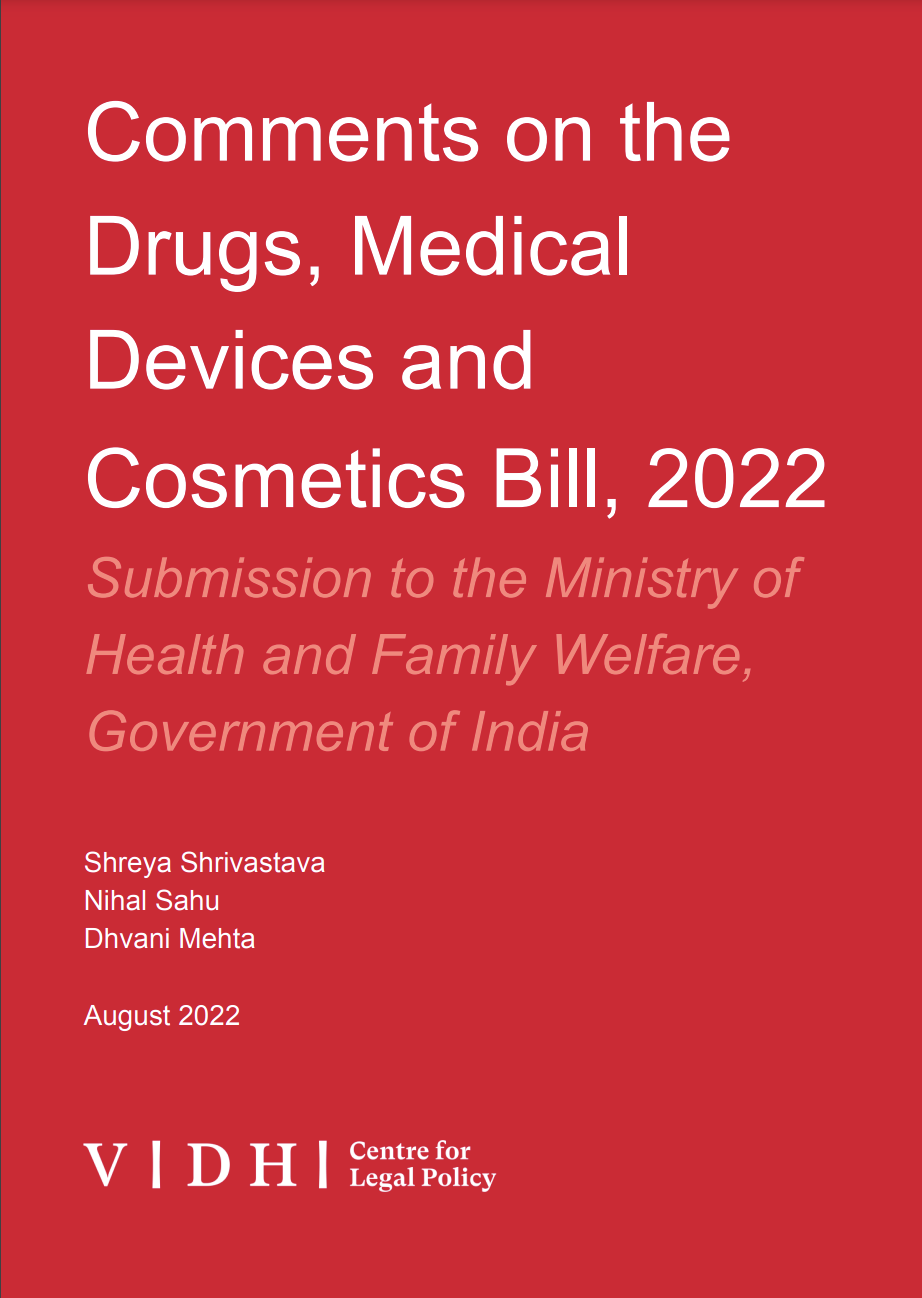 Comments on the
Drugs, Medical
Devices and
Cosmetics Bill, 2022
Submission to the Ministry of
Health and Family Welfare,
Government of India
Shreya Shrivastava
Nihal Sahu
Dhvani Mehta
August 2022
V|DH|
Centre for
Legal Policy